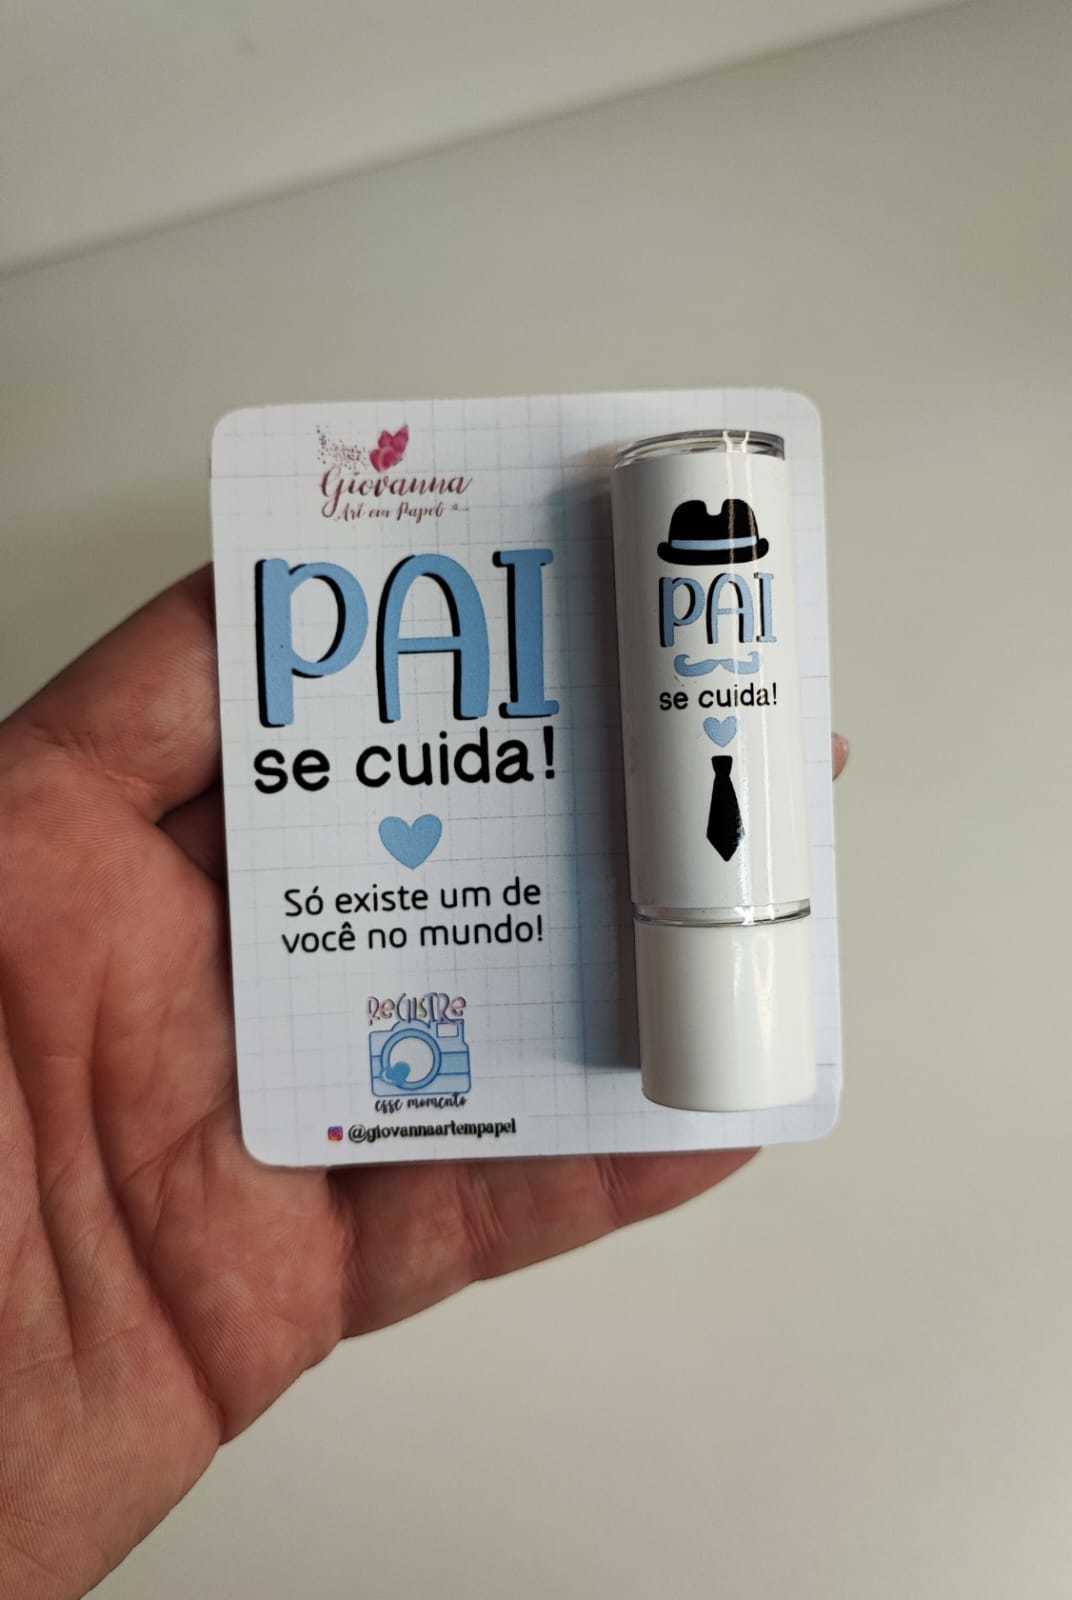 Giovanna
Art em Papel
PAI
se cuida!
Só existe um de
você no mundo!
REGISTRE
esse momento
@giovannaartempapel
PAI
se cuida!